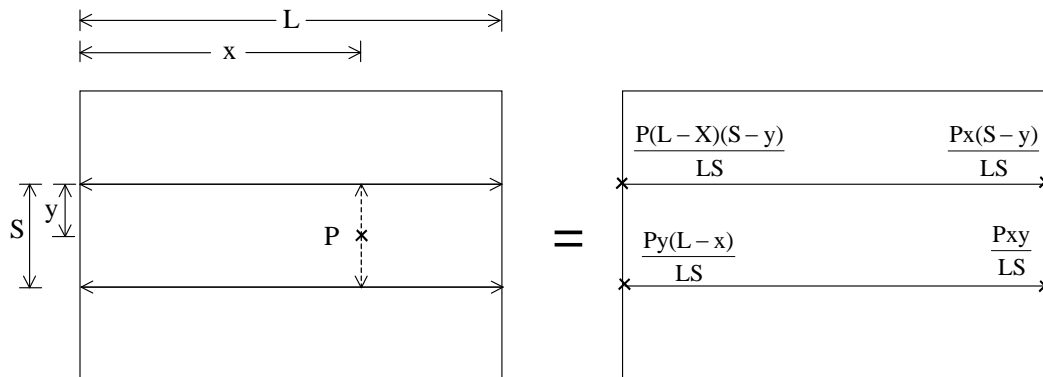 L
x
P(L – X)(S – y)
LS
Px(S – y)
LS
y
S
P
=
Py(L – x)
LS
Pxy
LS